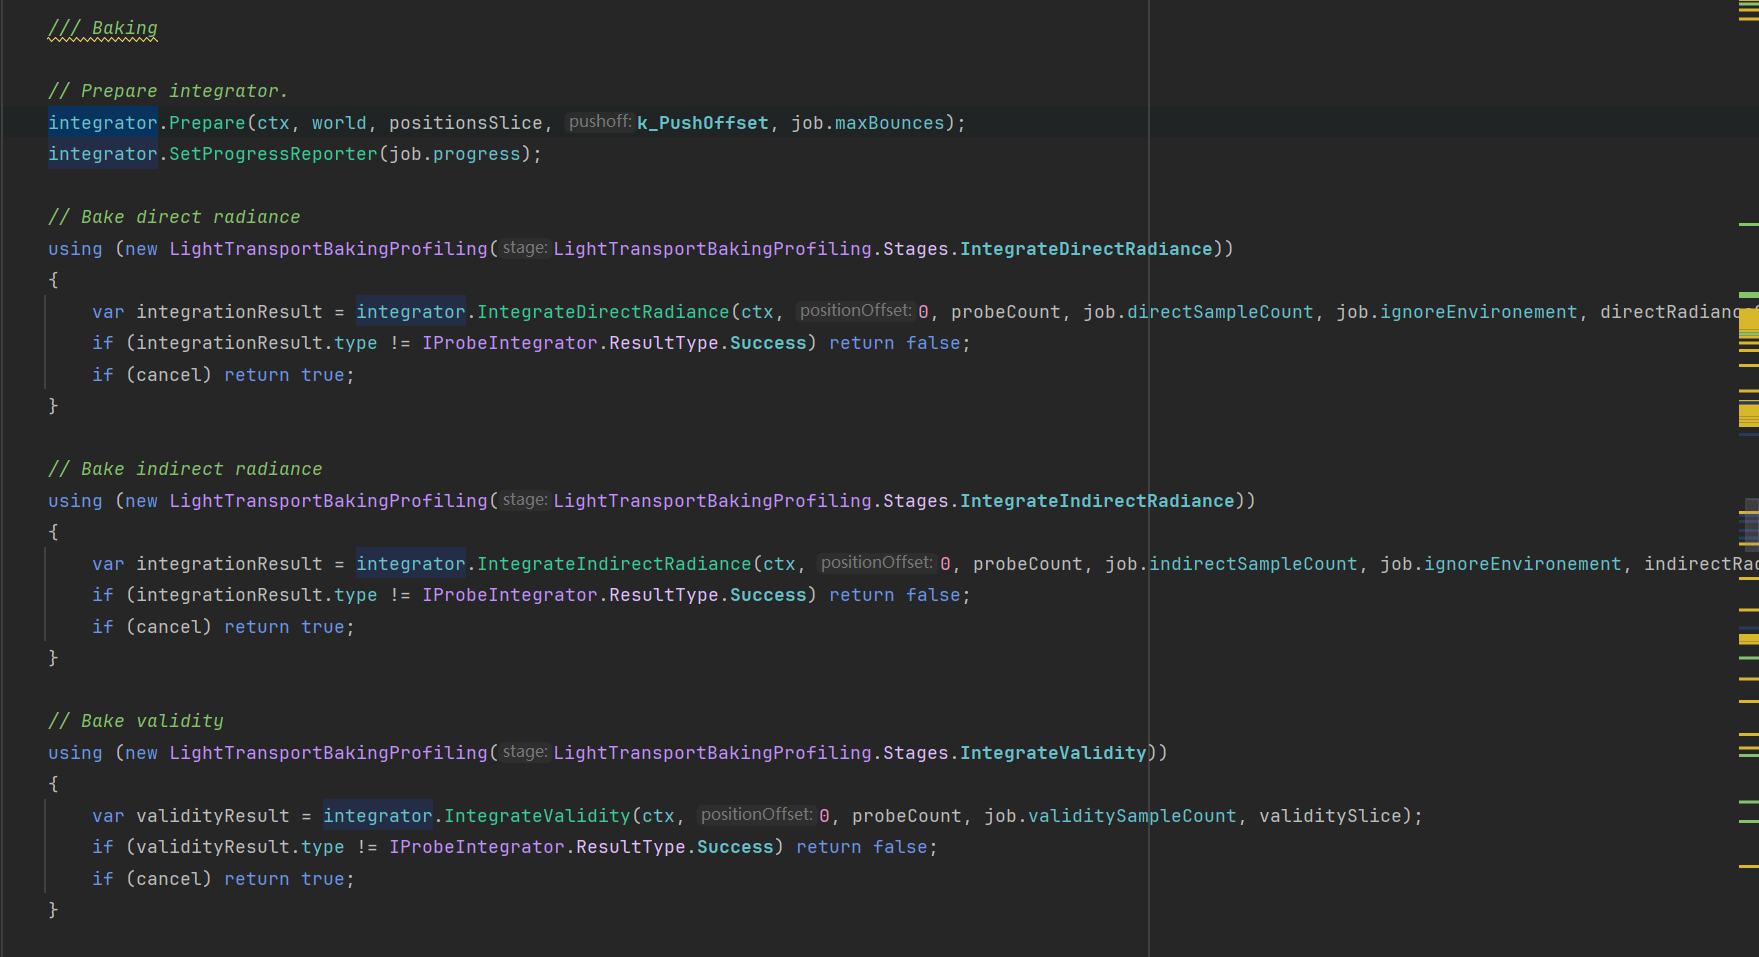 /// Baking
// Prepare integrator.
integrator.Prepare(ctx, world, positionsSlice, pushoff: k_PushOffset, job.maxBounces);
integrator.SetProgressReporter(job.progress);
// Bake direct radiance
using (new LightTransportBakingProfiling( stage: LightTransportBakingProfiling.Stages.IntegrateDirectRadiance))
{
var integrationResult = integrator.IntegrateDirectRadiance(ctx, positionOffset: 0, probeCount, job.directSampleCount, job.ignoreEnvironement, directRadiance
if (integrationResult.type != IProbeIntegrator.ResultType.Success) return false;
if (cancel) return true;
}
// Bake indirect radiance
using (new LightTransportBakingProfiling( stage: LightTransportBakingProfiling.Stages.IntegrateIndirectRadiance))
{
var integrationResult = integrator.IntegrateIndirectRadiance(ctx, positionOffset: 0, probeCount, job.indirectSampleCount, job.ignoreEnvironement, indirectRad
if (integrationResult.type != IProbeIntegrator.ResultType.Success) return false;
if (cancel) return true;
}
// Bake validity
using (new LightTransportBakingProfiling( stage: LightTransportBakingProfiling.Stages.IntegrateValidity))
{
var validityResult = integrator.IntegrateValidity(ctx, positionOffset: 0, probeCount, job.validitySampleCount, validitySlice);
if (validityResult.type != IProbeIntegrator.ResultType.Success) return false;
if (cancel) return true;
}